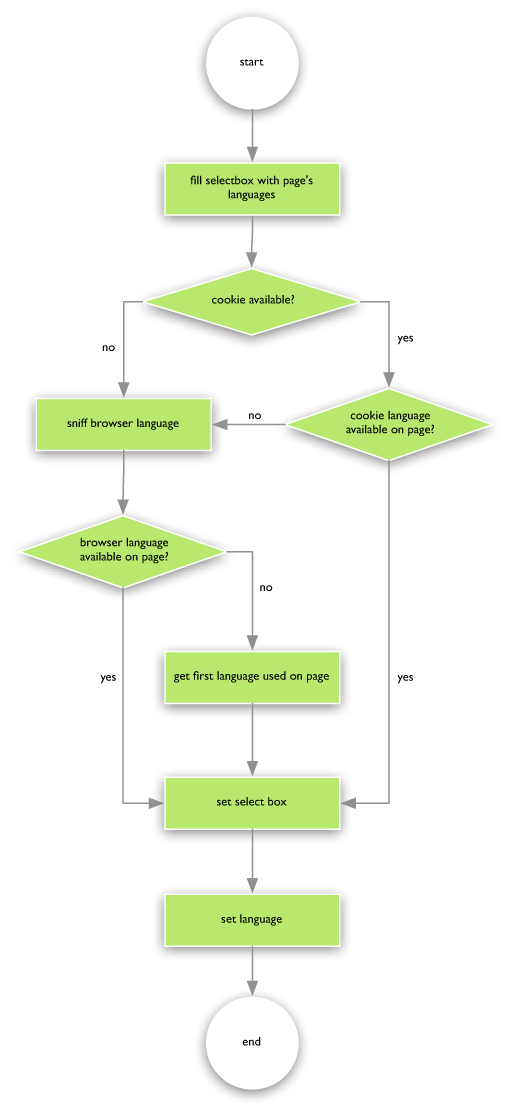 start
fill selectbox with page's
languages
cookie available?
no
yes
sniff browser language
no
cookie language
available on page?
browser language
available on page?
no
yes
get first language used on page
yes
set select box
set language
end